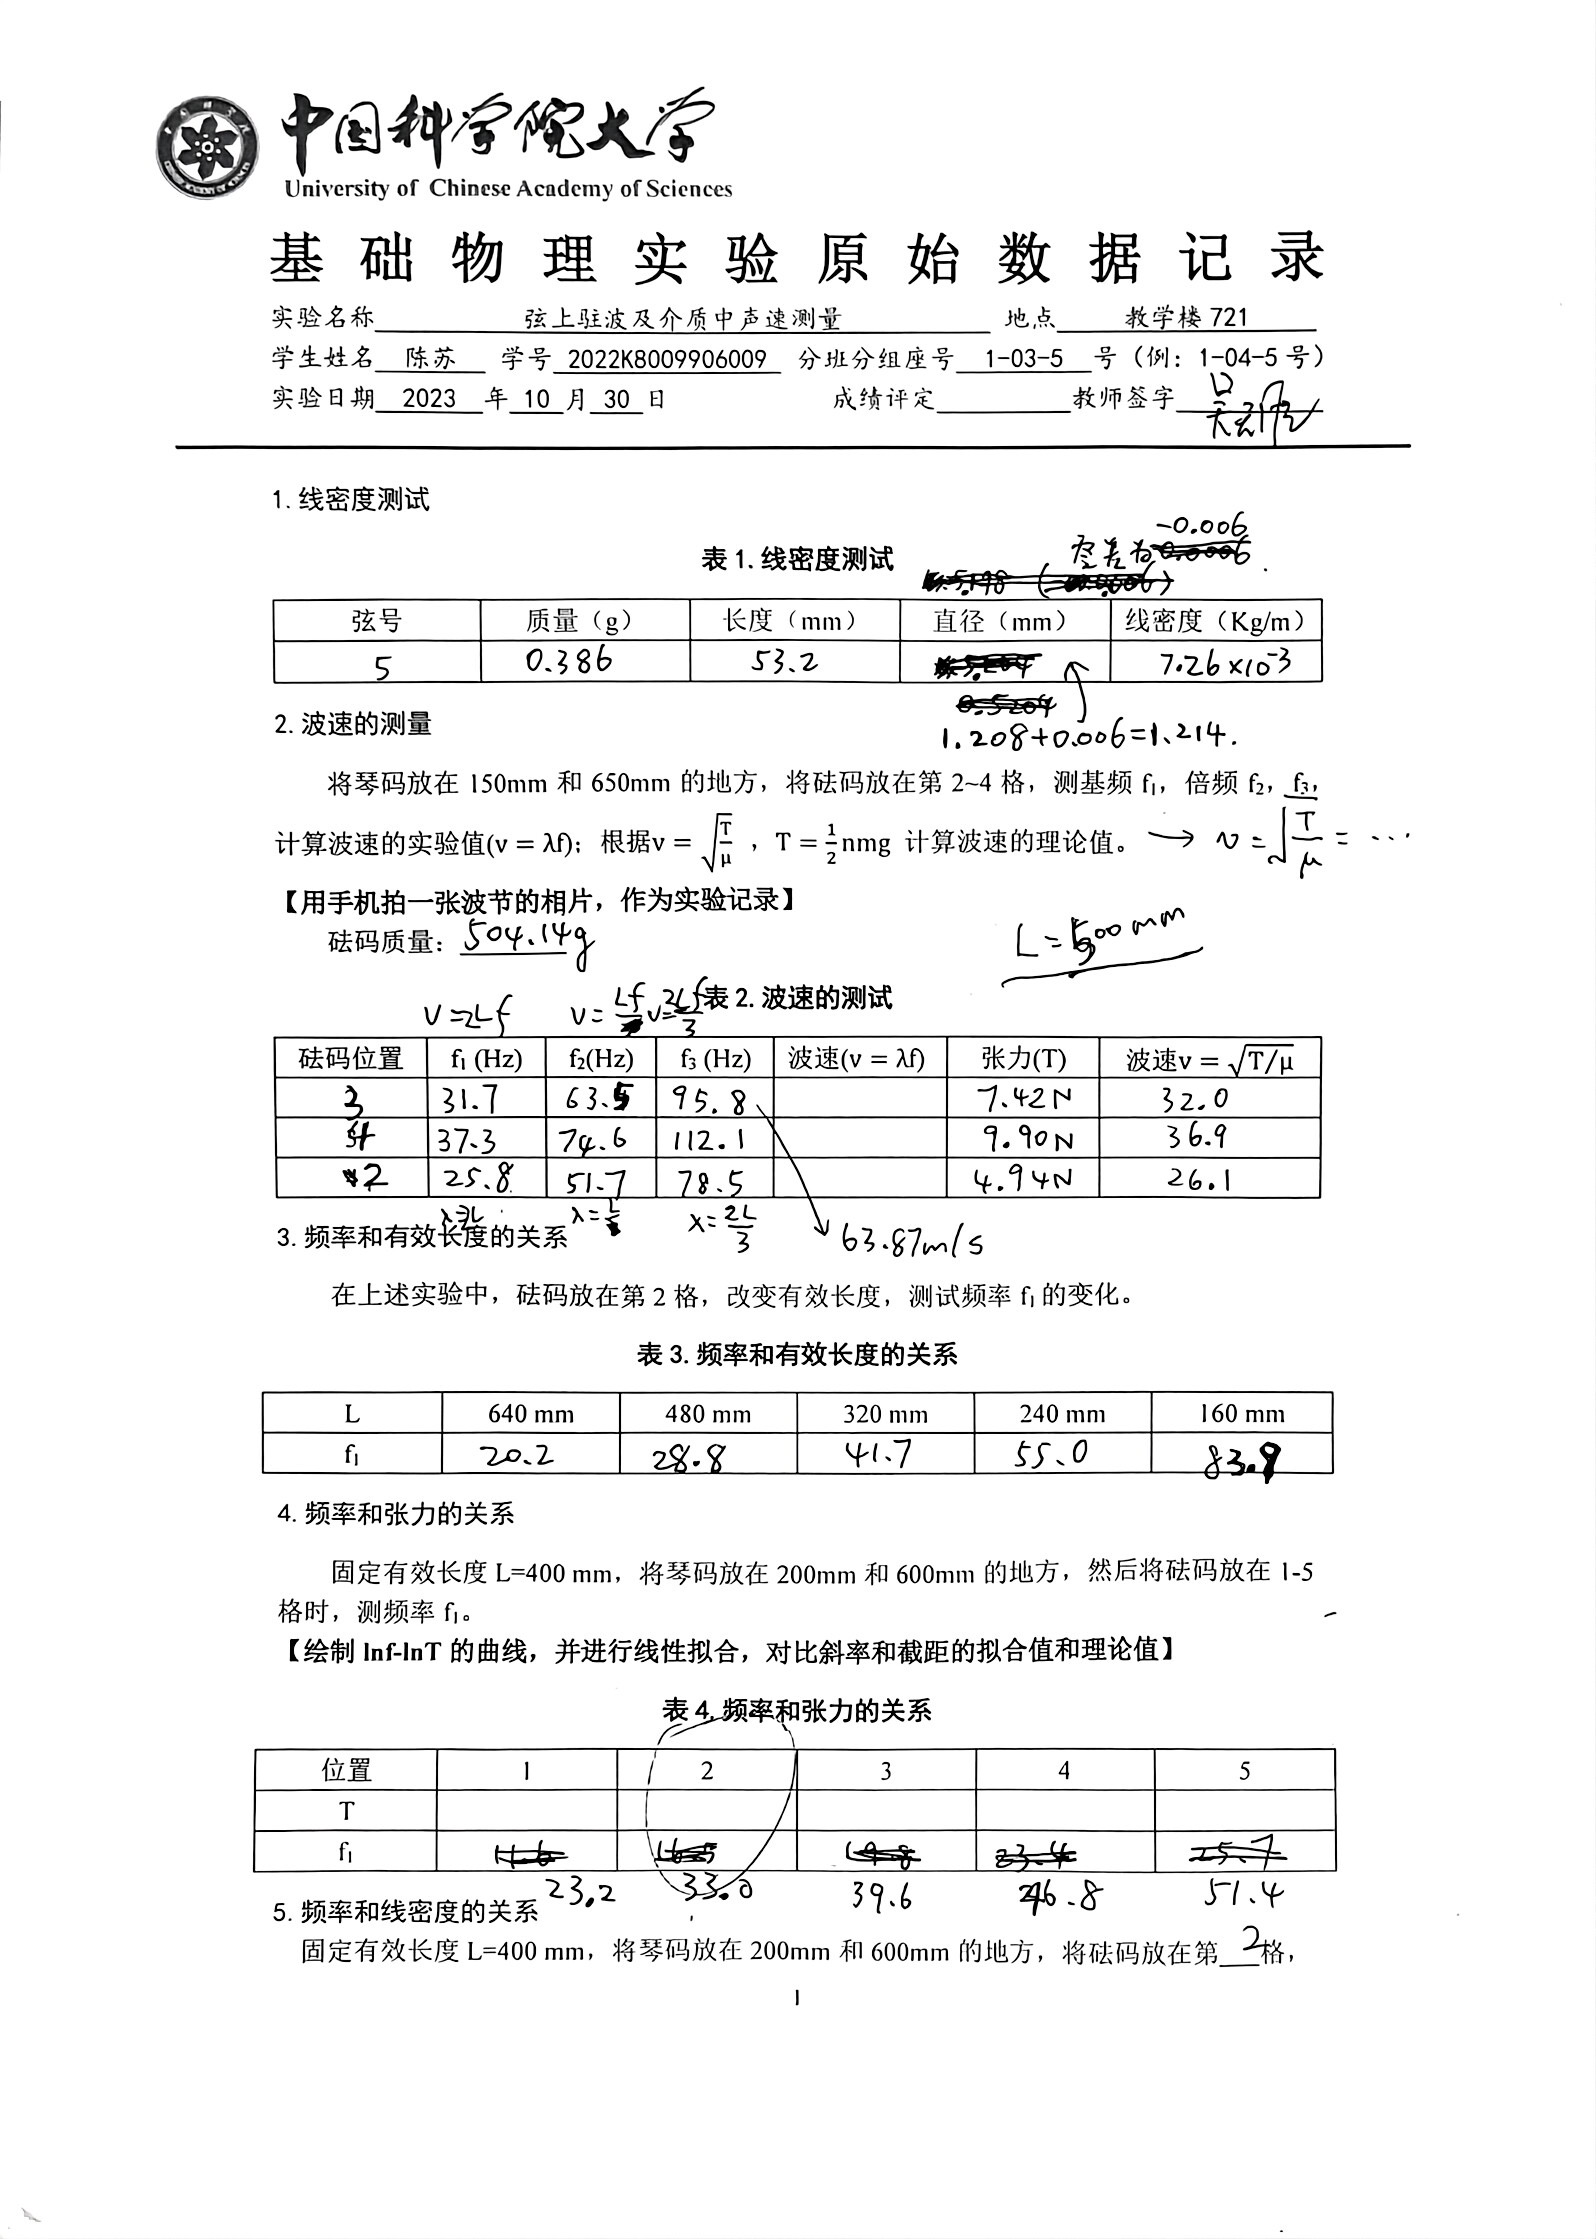 中国科学院大学
University of Chinese Academy of Sciences
基础物理实验原始数据记录
实验名称 弦上驻波及介质中声速测量 地点 教学楼 721
学生姓名 陈苏 学号 2022K8009906009 分班分组座号 1-03-5 号（例：1-04-5 号）
实验日期 2023 年 10 月 30 日 成绩评定 教师签字
1.线密度测试
-0.006
表 1.线密度测试
弦号 质量（g） 长度（mm） 直径（mm） 线密度（Kg/m）
5 0.386 53.2 7.26×10⁻³
1.208+0.006=1.214.
2.波速的测量
将琴码放在 150mm 和 650mm 的地方，将砝码放在第 2~4 格，测基频 f₁，倍频 f₂，f₃，
计算波速的实验值(v = λf)；根据v = √(T/μ)，T = 1/2 nmg 计算波速的理论值。 → v = √(T/μ) = ...
【用手机拍一张波节的相片，作为实验记录】
砝码质量：504.14g
L=500mm
v=2Lf v=Lf v=2Lf/3 表 2.波速的测试
砝码位置 f₁ (Hz) f₂(Hz) f₃ (Hz) 波速(v = λf) 张力(T) 波速v = √T/μ
3 31.7 63.5 95.8 7.42N 32.0
4 37.3 74.6 112.1 9.90N 36.9
2 25.8 51.7 78.5 4.94N 26.1
λ=2L λ=L λ=2L/3 63.87m/s
3.频率和有效长度的关系
在上述实验中，砝码放在第 2 格，改变有效长度，测试频率 f₁ 的变化。
表 3.频率和有效长度的关系
L 640 mm 480 mm 320 mm 240 mm 160 mm
f₁ 20.2 28.8 41.7 55.0 83.9
4.频率和张力的关系
固定有效长度 L=400 mm，将琴码放在 200mm 和 600mm 的地方，然后将砝码放在 1-5
格时，测频率 f₁。
【绘制 lnf-lnT 的曲线，并进行线性拟合，对比斜率和截距的拟合值和理论值】
表 4.频率和张力的关系
位置 1 2 3 4 5
T
f₁
23.2 33.0 39.6 46.8 51.4
5.频率和线密度的关系
固定有效长度 L=400 mm，将琴码放在 200mm 和 600mm 的地方，将砝码放在第 2 格，
1